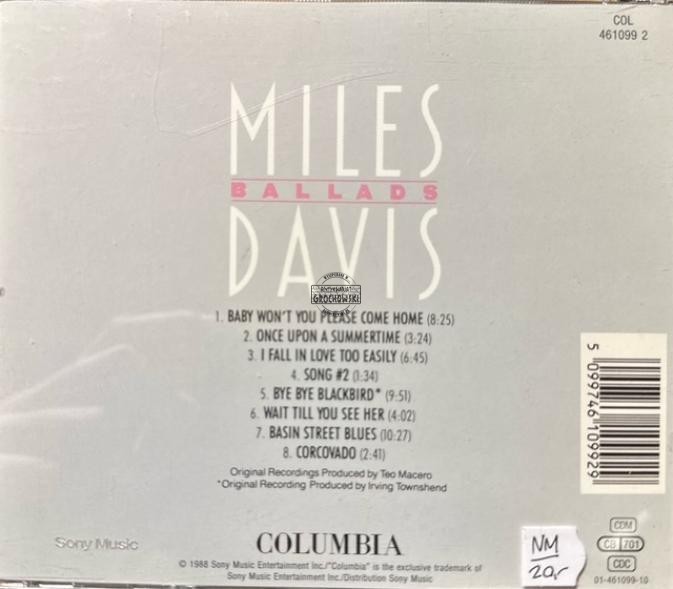 COL
461099 2
MILES
BALLADS
DAVIS
GROCHOWSKI
1. BABY WON'T YOU PLEASE COME HOME (8:25)
2. ONCE UPON A SUMMERTIME (3:24)
3. I FALL IN LOVE TOO EASILY (6:45)
4. SONG #2 (1:34)
5. BYE BYE BLACKBIRD* (9:51)
6. WAIT TILL YOU SEE HER (4:02)
7. BASIN STREET BLUES (10:27)
8. CORCOVADO (2:41)
Original Recordings Produced by Teo Macero
*Original Recording Produced by Irving Townshend
5 099746 109929
Sony Music
COLUMBIA
© 1988 Sony Music Entertainment Inc./"Columbia" is the exclusive trademark of
Sony Music Entertainment Inc./Distribution Sony Music
NM
20,-
CDM
CB 701
CDC
01-461099-10